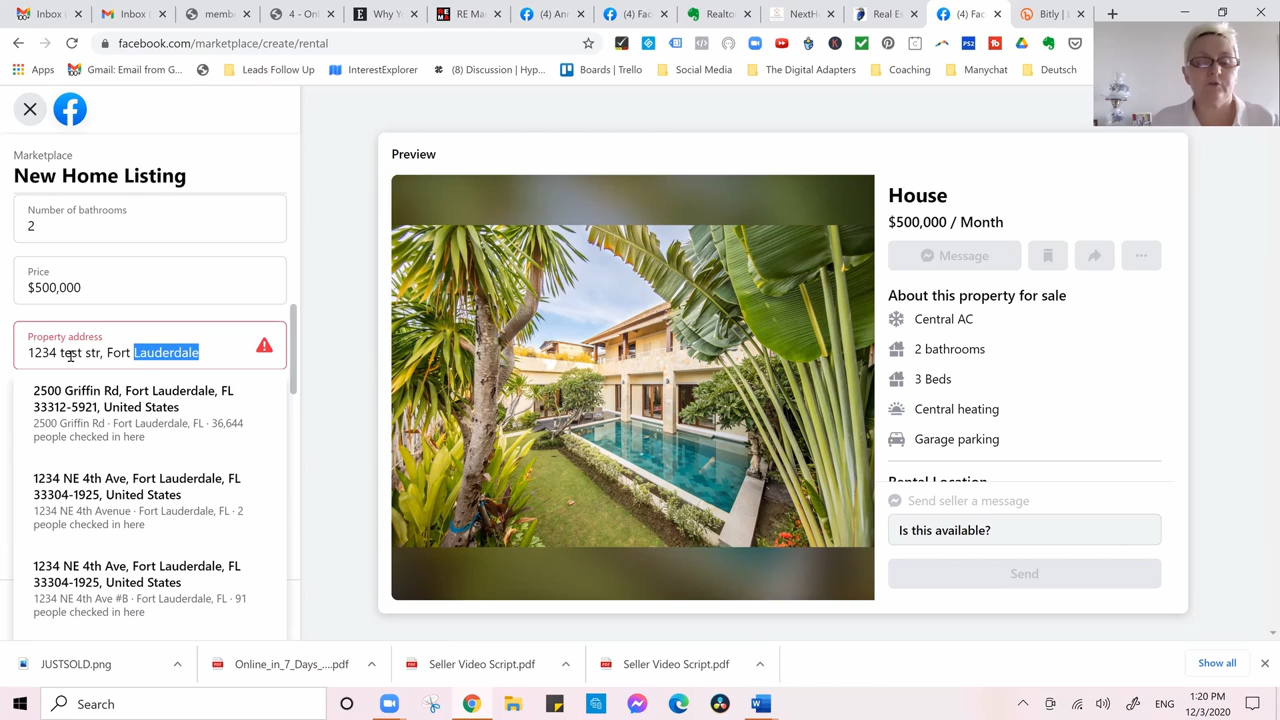 Inbox
Inbox
memb
4 - Onl
Why Y
RE Ma
(4) Ann
(4) Fac
Realto
NextH
Real Es
(4) Fac
Bitly | L
facebook.com/marketplace/create/rental
Apps
Gmail: Email from G...
Leads Follow Up
InterestExplorer
(8) Discussion | Hyp...
Boards | Trello
Social Media
The Digital Adapters
Coaching
Manychat
Deutsch
Marketplace
New Home Listing
Number of bathrooms
2
Price
$500,000
Property address
1234 test str, Fort Lauderdale
2500 Griffin Rd, Fort Lauderdale, FL
33312-5921, United States
2500 Griffin Rd · Fort Lauderdale, FL · 36,644
people checked in here
1234 NE 4th Ave, Fort Lauderdale, FL
33304-1925, United States
1234 NE 4th Avenue · Fort Lauderdale, FL · 2
people checked in here
1234 NE 4th Ave, Fort Lauderdale, FL
33304-1925, United States
1234 NE 4th Ave #B · Fort Lauderdale, FL · 91
people checked in here
Preview
House
$500,000 / Month
Message
About this property for sale
Central AC
2 bathrooms
3 Beds
Central heating
Garage parking
Rental Location
Send seller a message
Is this available?
Send
JUSTSOLD.png
Online_in_7_Days_....pdf
Seller Video Script.pdf
Seller Video Script.pdf
Show all
Search
ENG
1:20 PM
12/3/2020